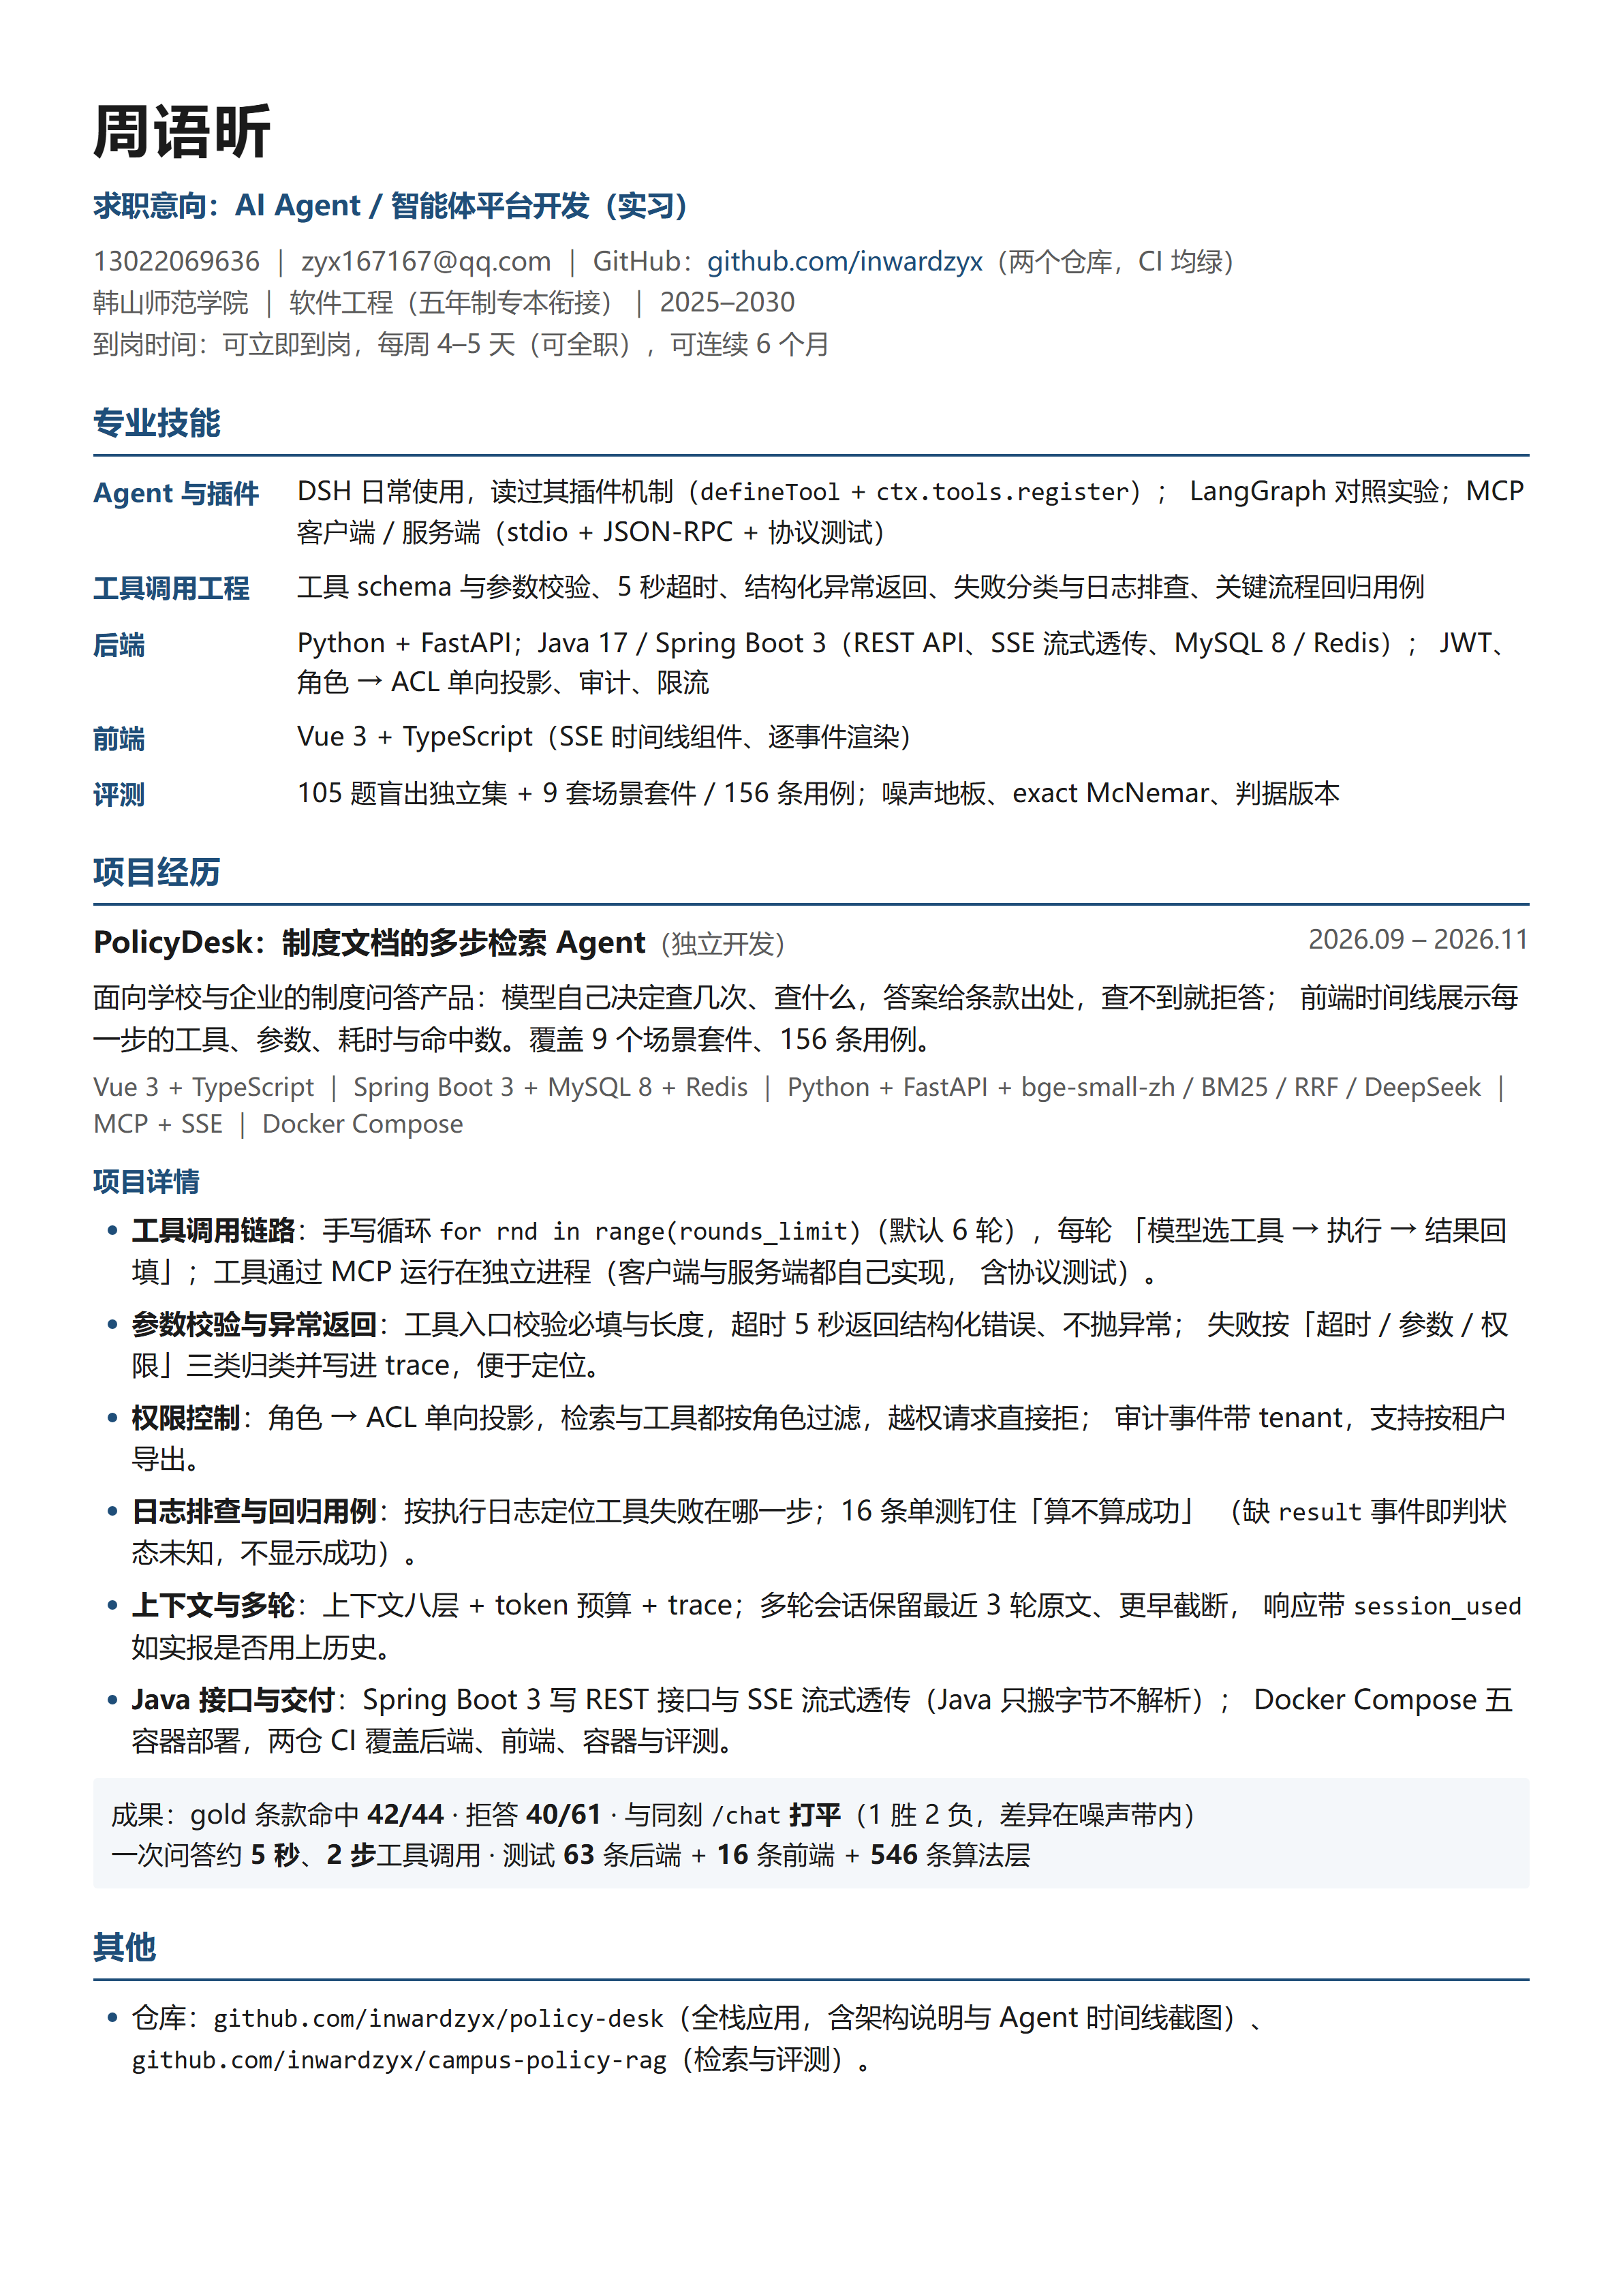 周语昕
求职意向：AI Agent / 智能体平台开发（实习）
13022069636 | zyx167167@qq.com | GitHub：github.com/inwardzyx（两个仓库，CI 均绿）
韩山师范学院 | 软件工程（五年制专本衔接） | 2025–2030
到岗时间：可立即到岗，每周 4–5 天（可全职），可连续 6 个月
专业技能
Agent 与插件 DSH 日常使用，读过其插件机制（defineTool + ctx.tools.register）； LangGraph 对照实验；MCP
客户端 / 服务端（stdio + JSON-RPC + 协议测试）
工具调用工程 工具 schema 与参数校验、5 秒超时、结构化异常返回、失败分类与日志排查、关键流程回归用例
后端 Python + FastAPI；Java 17 / Spring Boot 3（REST API、SSE 流式透传、MySQL 8 / Redis）； JWT、
角色 → ACL 单向投影、审计、限流
前端 Vue 3 + TypeScript（SSE 时间线组件、逐事件渲染）
评测 105 题盲出独立集 + 9 套场景套件 / 156 条用例；噪声地板、exact McNemar、判据版本
项目经历
PolicyDesk：制度文档的多步检索 Agent（独立开发） 2026.09 – 2026.11
面向学校与企业的制度问答产品：模型自己决定查几次、查什么，答案给条款出处，查不到就拒答； 前端时间线展示每
一步的工具、参数、耗时与命中数。覆盖 9 个场景套件、156 条用例。
Vue 3 + TypeScript | Spring Boot 3 + MySQL 8 + Redis | Python + FastAPI + bge-small-zh / BM25 / RRF / DeepSeek |
MCP + SSE | Docker Compose
项目详情
• 工具调用链路：手写循环 for rnd in range(rounds_limit)（默认 6 轮），每轮 「模型选工具 → 执行 → 结果回
填」；工具通过 MCP 运行在独立进程（客户端与服务端都自己实现， 含协议测试）。
• 参数校验与异常返回：工具入口校验必填与长度，超时 5 秒返回结构化错误、不抛异常； 失败按「超时 / 参数 / 权
限」三类归类并写进 trace，便于定位。
• 权限控制：角色 → ACL 单向投影，检索与工具都按角色过滤，越权请求直接拒； 审计事件带 tenant，支持按租户
导出。
• 日志排查与回归用例：按执行日志定位工具失败在哪一步；16 条单测钉住「算不算成功」 （缺 result 事件即判状
态未知，不显示成功）。
• 上下文与多轮：上下文八层 + token 预算 + trace；多轮会话保留最近 3 轮原文、更早截断， 响应带 session_used
如实报是否用上历史。
• Java 接口与交付：Spring Boot 3 写 REST 接口与 SSE 流式透传（Java 只搬字节不解析）； Docker Compose 五
容器部署，两仓 CI 覆盖后端、前端、容器与评测。
成果：gold 条款命中 42/44 · 拒答 40/61 · 与同刻 /chat 打平（1 胜 2 负，差异在噪声带内）
一次问答约 5 秒、2 步工具调用 · 测试 63 条后端 + 16 条前端 + 546 条算法层
其他
• 仓库：github.com/inwardzyx/policy-desk（全栈应用，含架构说明与 Agent 时间线截图）、
github.com/inwardzyx/campus-policy-rag（检索与评测）。